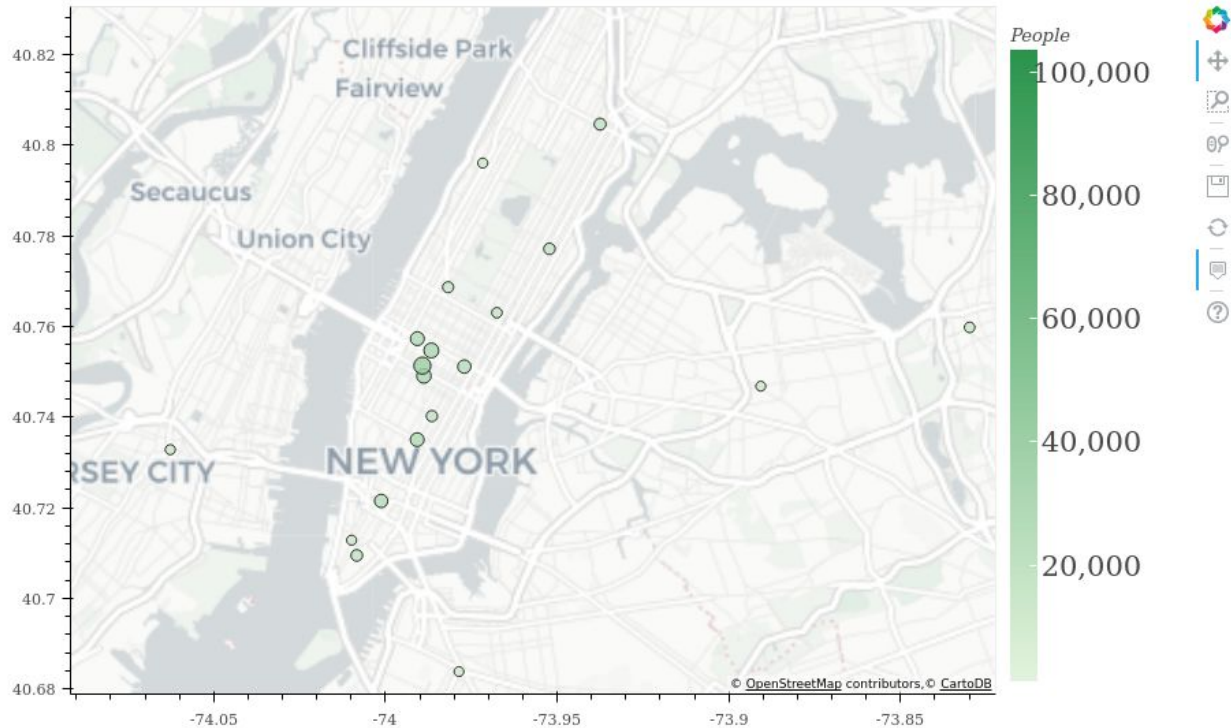 40.82
40.8
40.78
40.76
40.74
40.72
40.7
40.68
Cliffside Park
Fairview
Secaucus
Union City
RSEY CITY
NEW YORK
© OpenStreetMap contributors,© CartoDB
-74.05
-74
-73.95
-73.9
-73.85
People
100,000
80,000
60,000
40,000
20,000